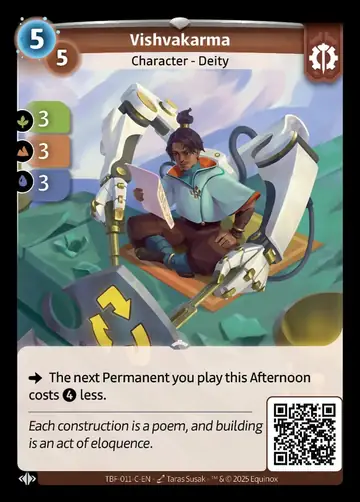 5
Vishvakarma
5
Character - Deity
3
3
3
The next Permanent you play this Afternoon
costs 4 less.
Each construction is a poem, and building
is an act of eloquence.
TBF-011-C-EN - Taras Susak - ™ & © 2025 Equinox